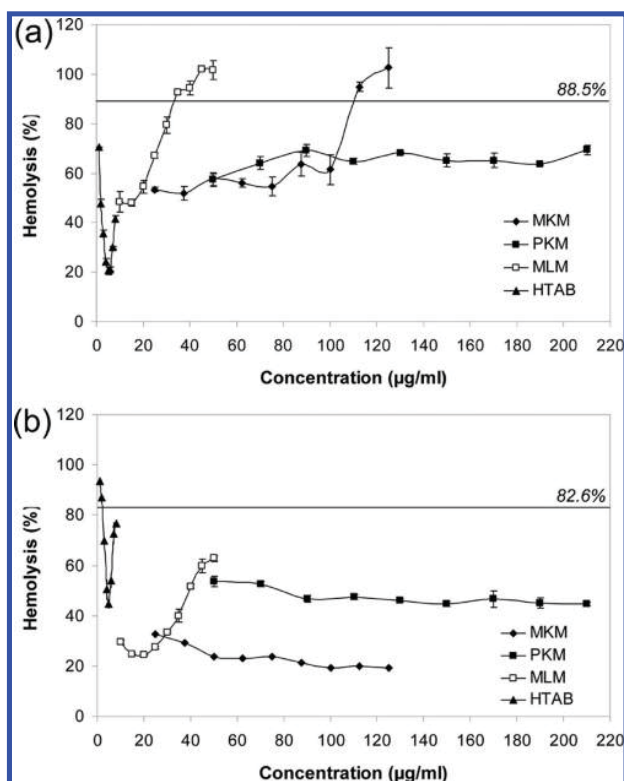 (a)
120
100
80
60
40
20
0
Hemolysis (%)
88.5%
MKM
PKM
MLM
HTAB
0 20 40 60 80 100 120 140 160 180 200 220
Concentration (µg/ml)
(b)
120
100
80
60
40
20
0
Hemolysis (%)
82.6%
MKM
PKM
MLM
HTAB
0 20 40 60 80 100 120 140 160 180 200 220
Concentration (µg/ml)